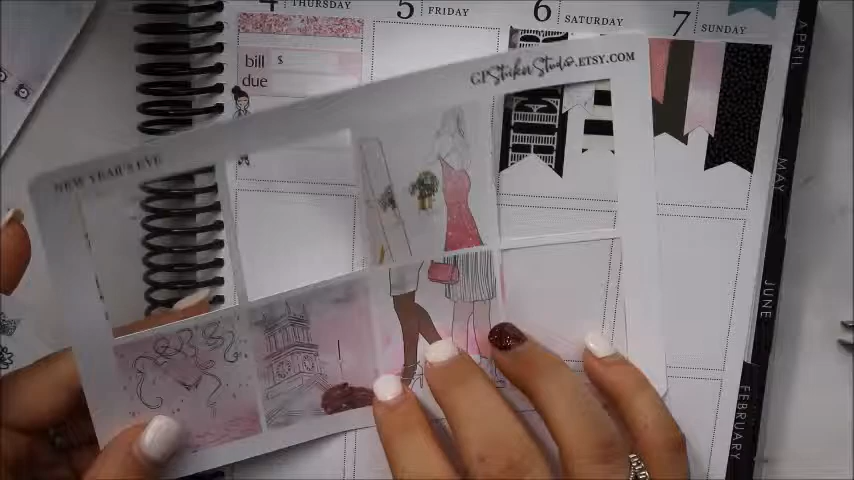 4 THURSDAY
5 FRIDAY
6 SATURDAY
7 SUNDAY
bill $
due
GPStickerStudio.ETSY.COM
NEW YEAR'S EVE
APRIL
MAY
JUNE
FEBRUARY